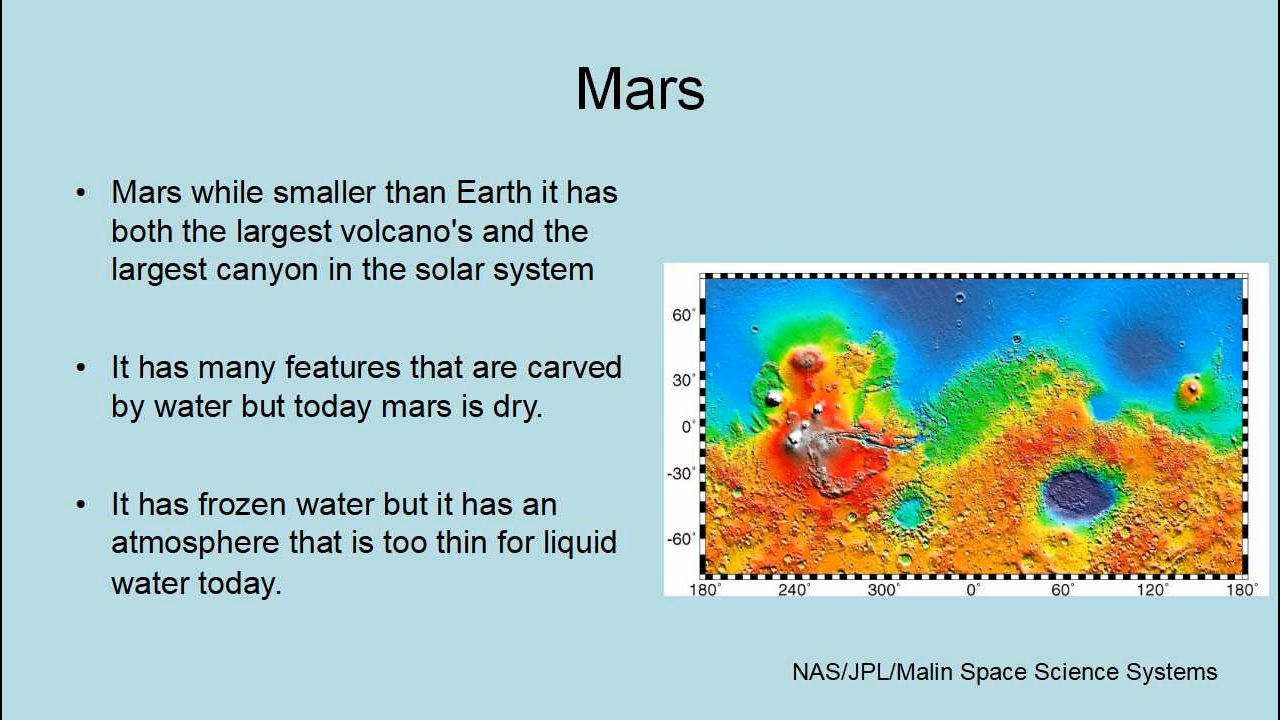 Mars
• Mars while smaller than Earth it has
both the largest volcano's and the
largest canyon in the solar system
• It has many features that are carved
by water but today mars is dry.
• It has frozen water but it has an
atmosphere that is too thin for liquid
water today.
60°
30°
0°
-30°
-60°
180° 240° 300° 0° 60° 120° 180°
NAS/JPL/Malin Space Science Systems